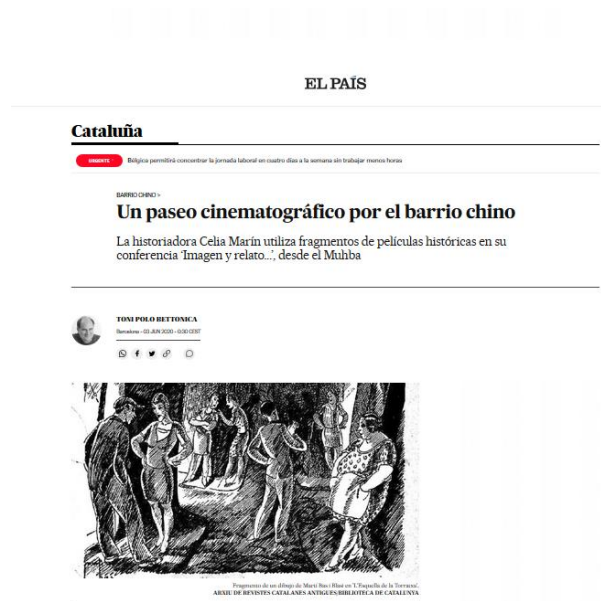 EL PAÍS
Cataluña
URGENTE
Bélgica permitirá concentrar la jornada laboral en cuatro días a la semana sin trabajar menos horas
BARRIO CHINO >
Un paseo cinematográfico por el barrio chino
La historiadora Celia Marín utiliza fragmentos de películas históricas en su
conferencia ‘Imagen y relato...’, desde el Muhba
TONI POLO BETTONICA
Barcelona - 03 JUN 2020 - 0:30 CEST
Fragmento de un dibujo de Martí Bas i Blasi en 'L'Esquella de la Torratxa'.
ARXIU DE REVISTES CATALANES ANTIGUES/BIBLIOTECA DE CATALUNYA